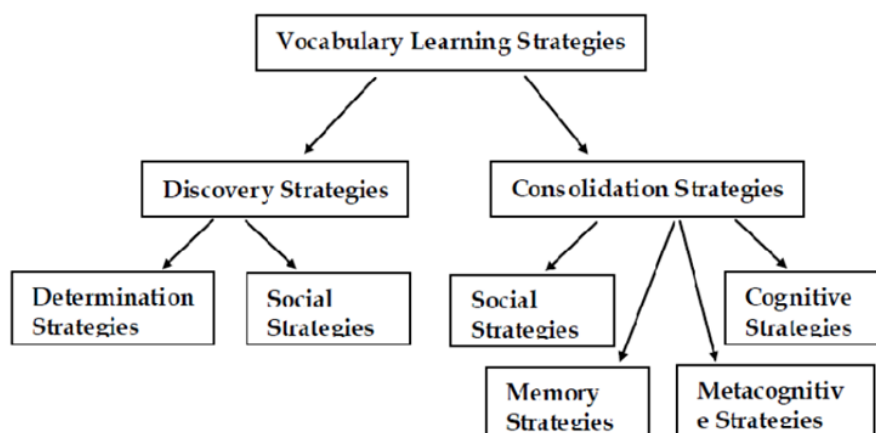 Vocabulary Learning Strategies
Discovery Strategies
Consolidation Strategies
Determination
Strategies
Social
Strategies
Social
Strategies
Cognitive
Strategies
Memory
Strategies
Metacognitiv
e Strategies